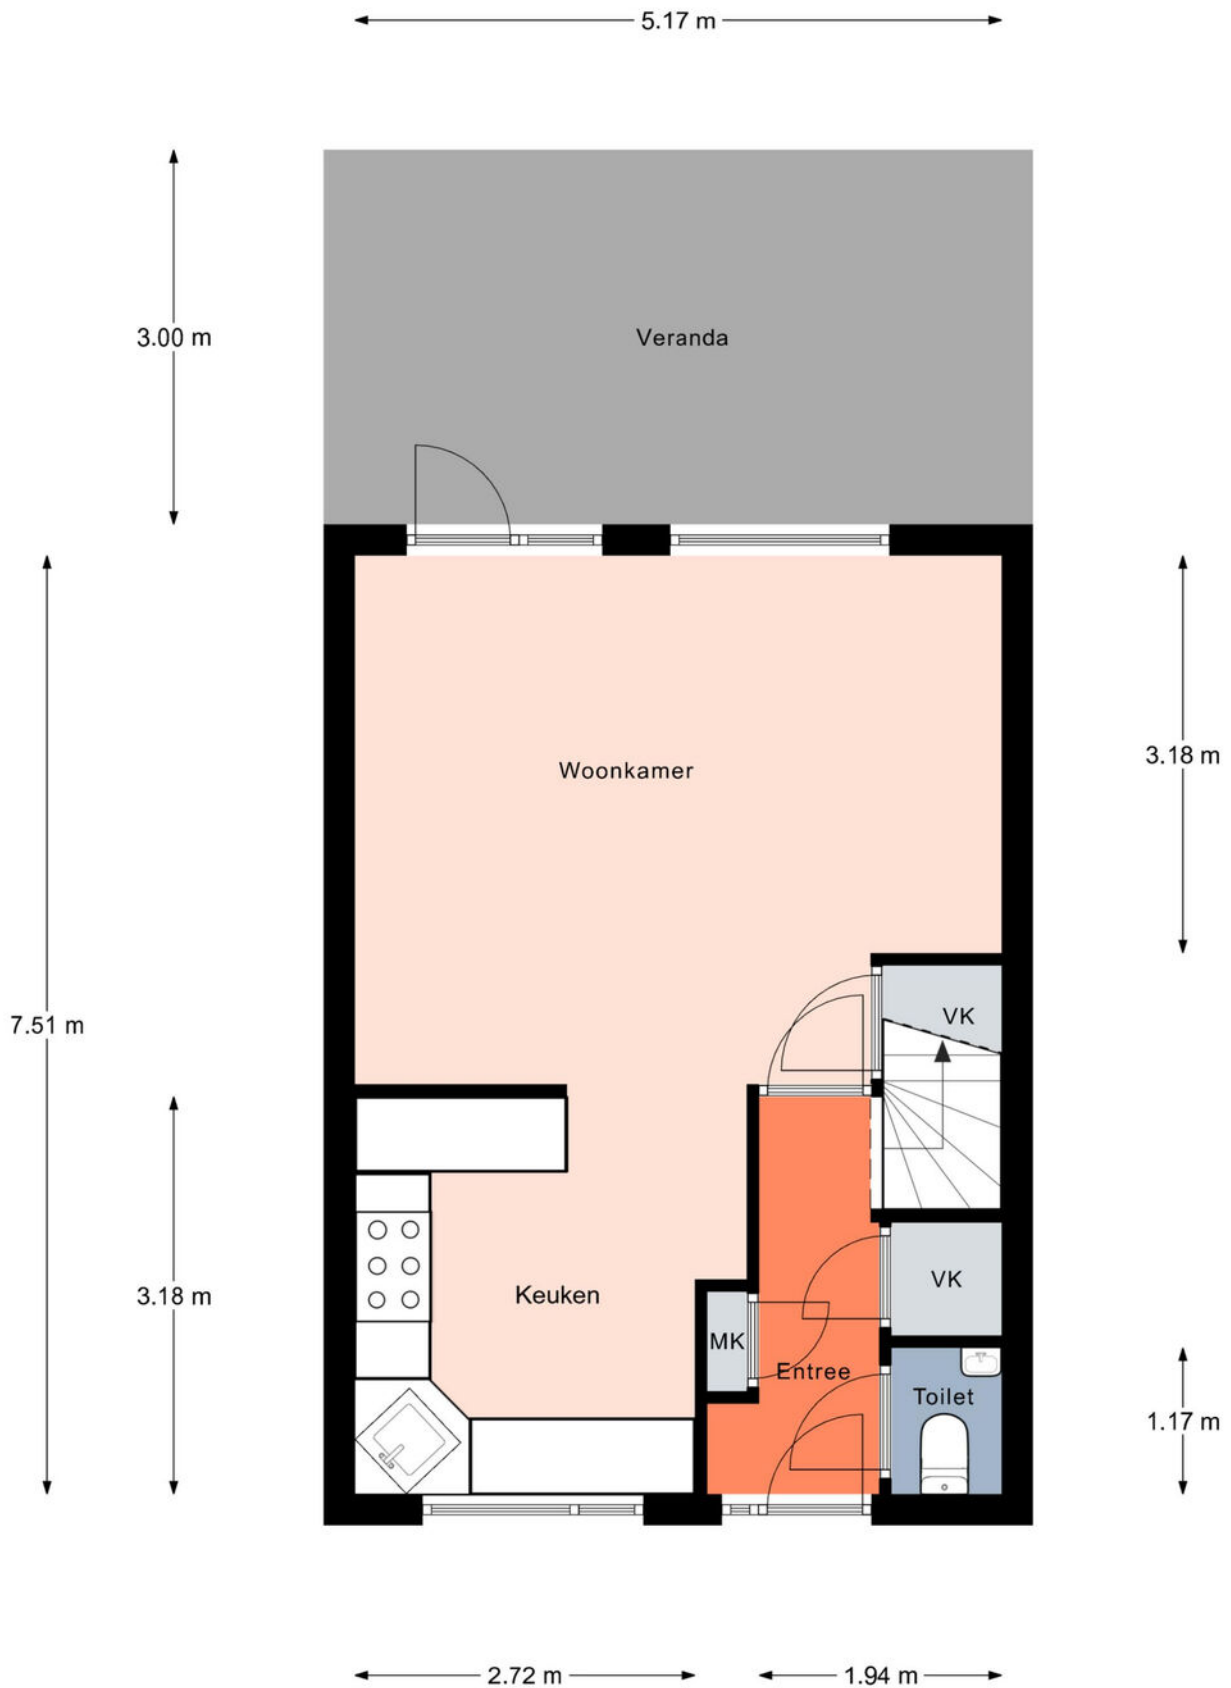 5.17 m
3.00 m
Veranda
Woonkamer
3.18 m
VK
7.51 m
VK
Keuken
3.18 m
MK
Entree
Toilet
1.17 m
2.72 m
1.94 m